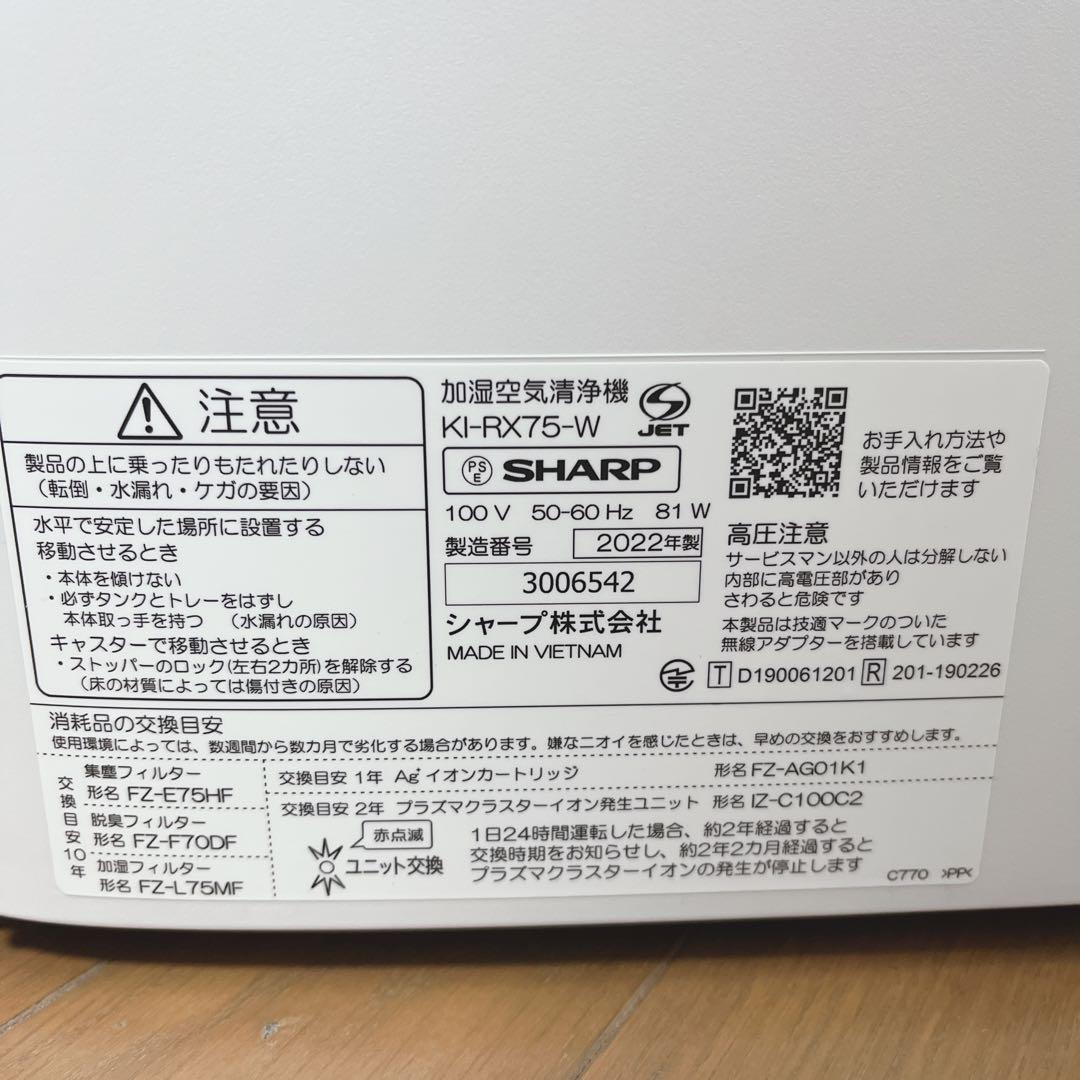 注意
製品の上に乗ったりもたれたりしない
（転倒・水漏れ・ケガの要因）
水平で安定した場所に設置する
移動させるとき
・本体を傾けない
・必ずタンクとトレーをはずし
本体取っ手を持つ （水漏れの原因）
キャスターで移動させるとき
・ストッパーのロック(左右2カ所)を解除する
（床の材質によっては傷付きの原因）
加湿空気清浄機
KI-RX75-W
S JET
PSE SHARP
100 V 50-60 Hz 81 W
製造番号 2022年製
3006542
シャープ株式会社
MADE IN VIETNAM
お手入れ方法や
製品情報をご覧
いただけます
高圧注意
サービスマン以外の人は分解しない
内部に高電圧部があり
さわると危険です
本製品は技適マークのついた
無線アダプターを搭載しています
T D190061201 R 201-190226
消耗品の交換目安
使用環境によっては、数週間から数カ月で劣化する場合があります。嫌なニオイを感じたときは、早めの交換をおすすめします。
交換目安10年
集塵フィルター
形名 FZ-E75HF
脱臭フィルター
形名 FZ-F70DF
加湿フィルター
形名 FZ-L75MF
交換目安 1年 Ag+イオンカートリッジ 形名 FZ-AG01K1
交換目安 2年 プラズマクラスターイオン発生ユニット 形名 IZ-C100C2
赤点滅
ユニット交換
1日24時間運転した場合、約2年経過すると
交換時期をお知らせし、約2年2カ月経過すると
プラズマクラスターイオンの発生が停止します
C770 >PP<